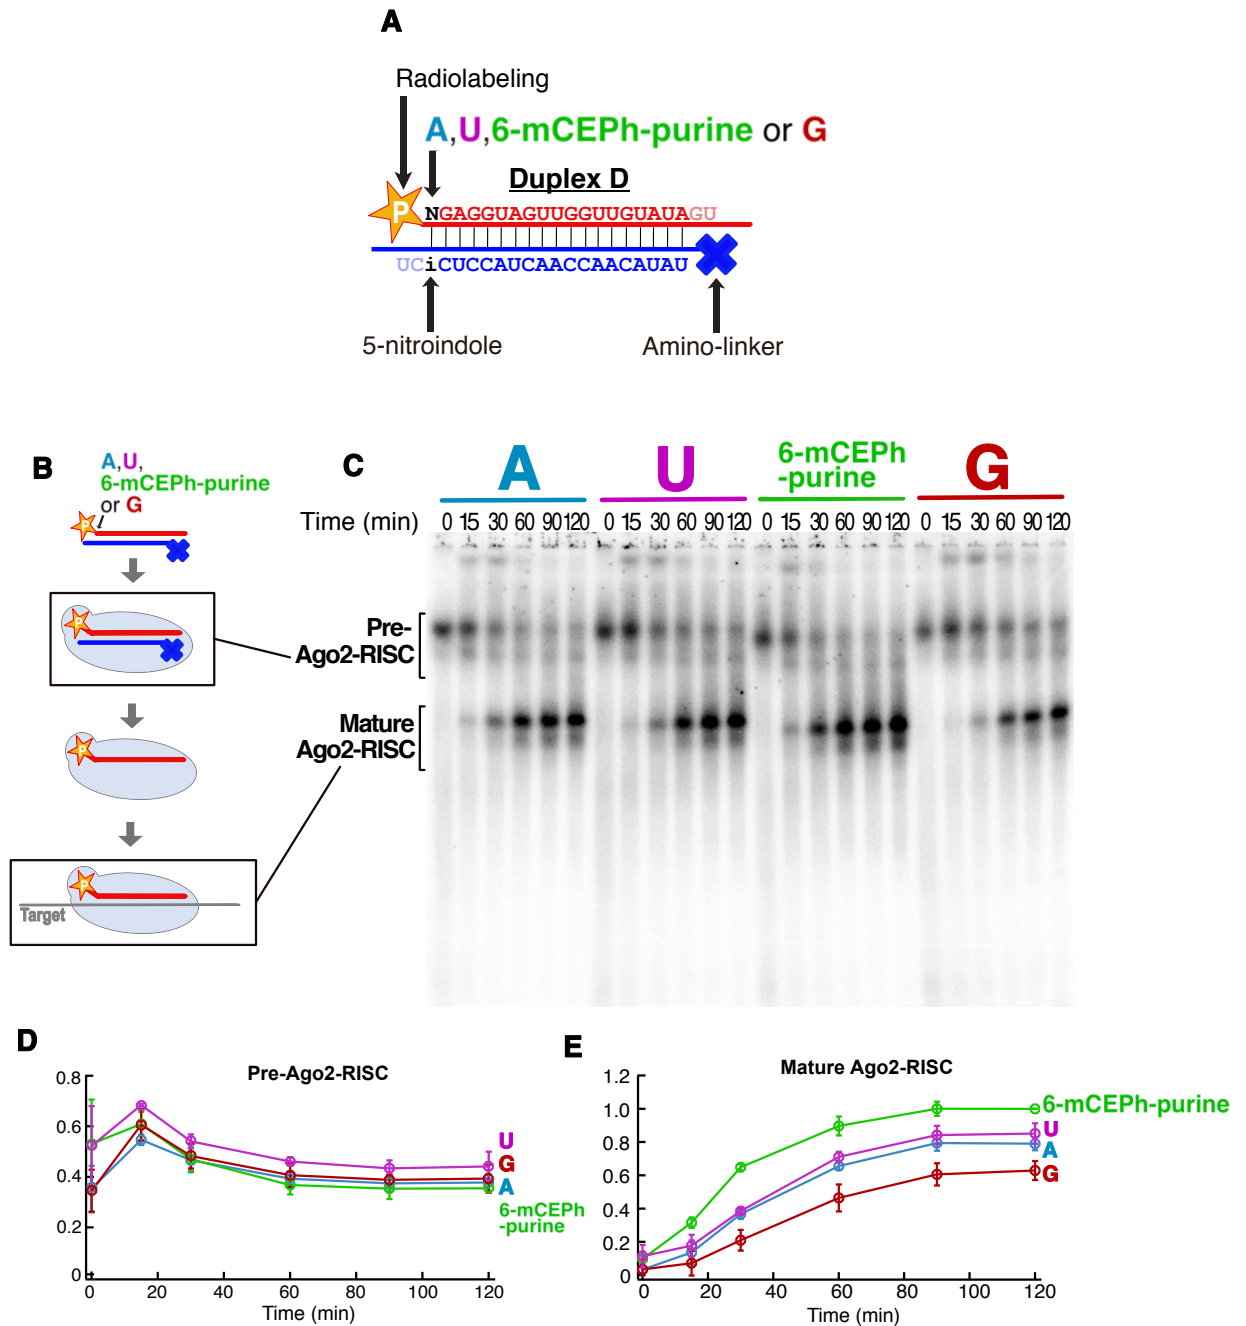 A
Radiolabeling
A,U,6-mCEPh-purine or G
Duplex D
P
NGAGGUAGUUGGUUGUAUAGU
UCiCUCCAUCAACCAACAUAU
5-nitroindole
Amino-linker
B
A,U,
6-mCEPh-purine
or G
P
P
P
P
Target
C
A
U
6-mCEPh
-purine
G
Time (min)
0 15 30 60 90 120
0 15 30 60 90 120
0 15 30 60 90 120
0 15 30 60 90 120
Pre-
Ago2-RISC
Mature
Ago2-RISC
D
Pre-Ago2-RISC
0.8
0.6
0.4
0.2
0
0 20 40 60 80 100 120
Time (min)
U
G
A
6-mCEPh
-purine
E
Mature Ago2-RISC
1.2
1.0
0.8
0.6
0.4
0.2
0
0 20 40 60 80 100 120
Time (min)
6-mCEPh-purine
U
A
G